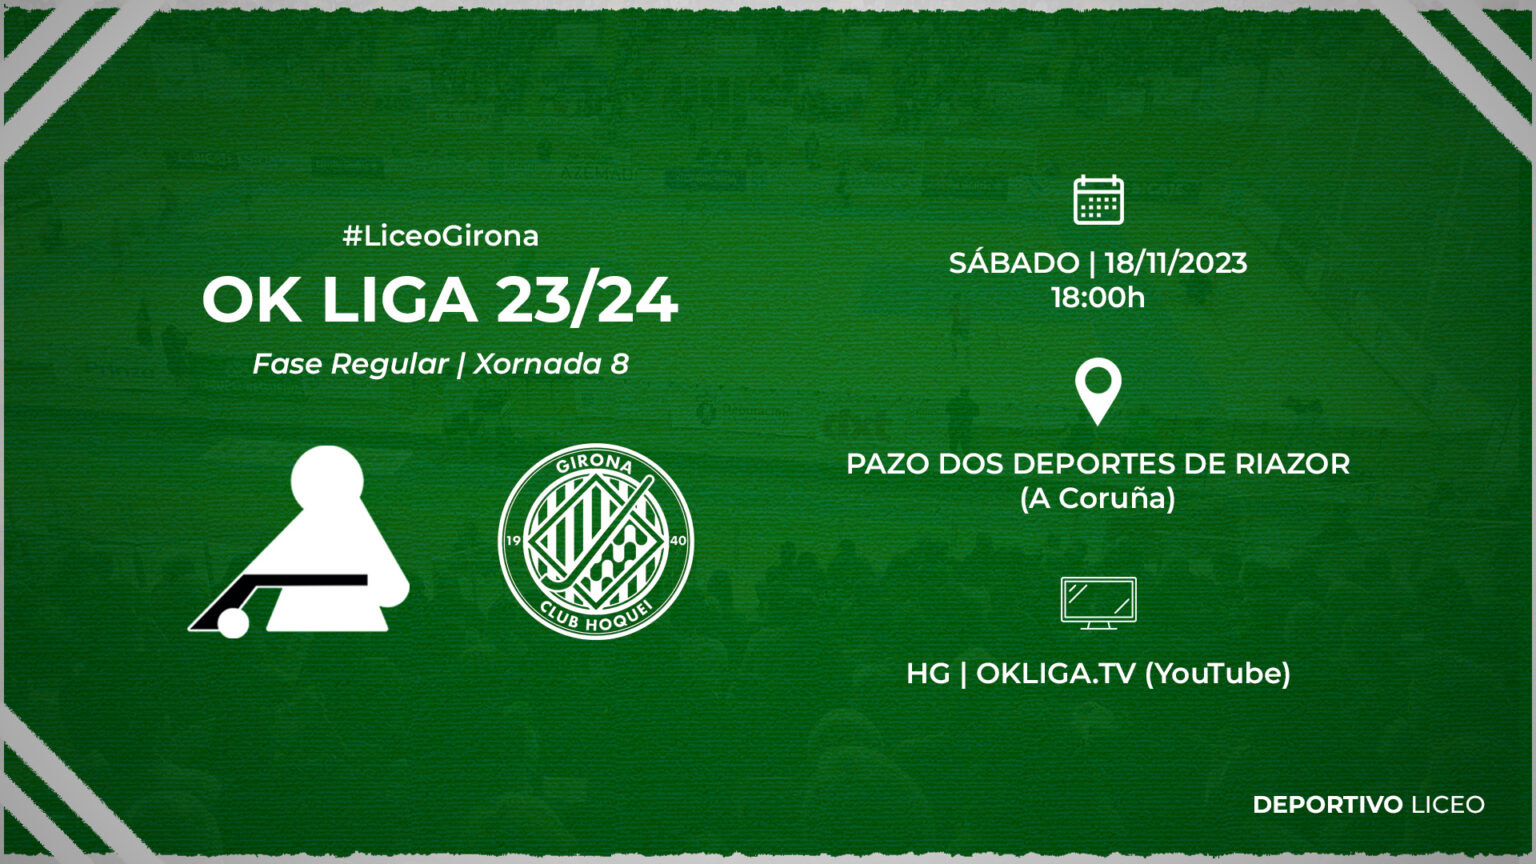 #LiceoGirona
OK LIGA 23/24
Fase Regular | Xornada 8
GIRONA
19 40
CLUB HOQUEI
SÁBADO | 18/11/2023
18:00h
PAZO DOS DEPORTES DE RIAZOR
(A Coruña)
HG | OKLIGA.TV (YouTube)
DEPORTIVO LICEO